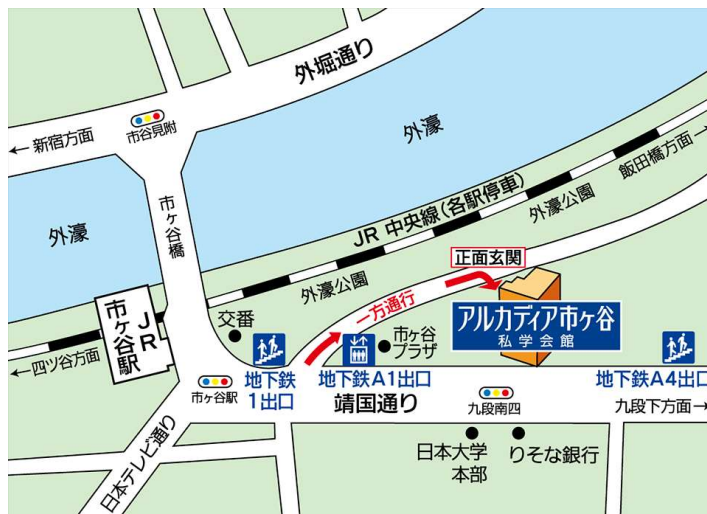 外堀通り
← 新宿方面
市谷見附
外濠
飯田橋方面 →
市ヶ谷橋
外濠
JR 中央線(各駅停車)
外濠公園
外濠公園
正面玄関
JR
市ヶ谷駅
交番
一方通行
アルカディア市ヶ谷
私学会館
市ヶ谷
プラザ
← 四ツ谷方面
地下鉄
1出口
地下鉄A1出口
地下鉄A4出口
市ヶ谷駅
靖国通り
九段南四
九段下方面→
日本テレビ通り
日本大学
本部
りそな銀行